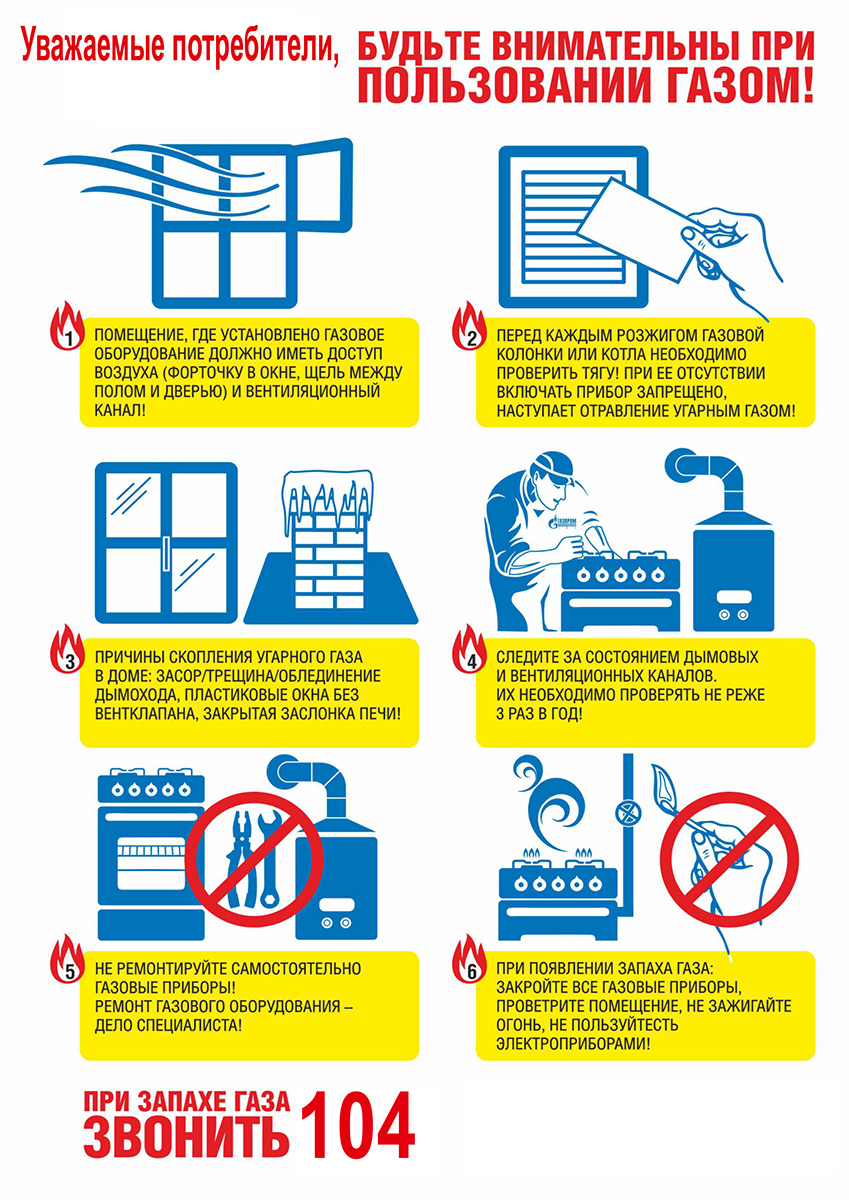 Уважаемые потребители,
БУДЬТЕ ВНИМАТЕЛЬНЫ ПРИ
ПОЛЬЗОВАНИИ ГАЗОМ!
1
ПОМЕЩЕНИЕ, ГДЕ УСТАНОВЛЕНО ГАЗОВОЕ
ОБОРУДОВАНИЕ ДОЛЖНО ИМЕТЬ ДОСТУП
ВОЗДУХА (ФОРТОЧКУ В ОКНЕ, ЩЕЛЬ МЕЖДУ
ПОЛОМ И ДВЕРЬЮ) И ВЕНТИЛЯЦИОННЫЙ
КАНАЛ!
2
ПЕРЕД КАЖДЫМ РОЗЖИГОМ ГАЗОВОЙ
КОЛОНКИ ИЛИ КОТЛА НЕОБХОДИМО
ПРОВЕРИТЬ ТЯГУ! ПРИ ЕЕ ОТСУТСТВИИ
ВКЛЮЧАТЬ ПРИБОР ЗАПРЕЩЕНО,
НАСТУПАЕТ ОТРАВЛЕНИЕ УГАРНЫМ ГАЗОМ!
ГАЗПРОМ
3
ПРИЧИНЫ СКОПЛЕНИЯ УГАРНОГО ГАЗА
В ДОМЕ: ЗАСОР/ТРЕЩИНА/ОБЛЕДИНЕНИЕ
ДЫМОХОДА, ПЛАСТИКОВЫЕ ОКНА БЕЗ
ВЕНТКЛАПАНА, ЗАКРЫТАЯ ЗАСЛОНКА ПЕЧИ!
4
СЛЕДИТЕ ЗА СОСТОЯНИЕМ ДЫМОВЫХ
И ВЕНТИЛЯЦИОННЫХ КАНАЛОВ.
ИХ НЕОБХОДИМО ПРОВЕРЯТЬ НЕ РЕЖЕ
3 РАЗ В ГОД!
5
НЕ РЕМОНТИРУЙТЕ САМОСТОЯТЕЛЬНО
ГАЗОВЫЕ ПРИБОРЫ!
РЕМОНТ ГАЗОВОГО ОБОРУДОВАНИЯ –
ДЕЛО СПЕЦИАЛИСТА!
6
ПРИ ПОЯВЛЕНИИ ЗАПАХА ГАЗА:
ЗАКРОЙТЕ ВСЕ ГАЗОВЫЕ ПРИБОРЫ,
ПРОВЕТРИТЕ ПОМЕЩЕНИЕ, НЕ ЗАЖИГАЙТЕ
ОГОНЬ, НЕ ПОЛЬЗУЙТЕСТЬ
ЭЛЕКТРОПРИБОРАМИ!
ПРИ ЗАПАХЕ ГАЗА
ЗВОНИТЬ 104